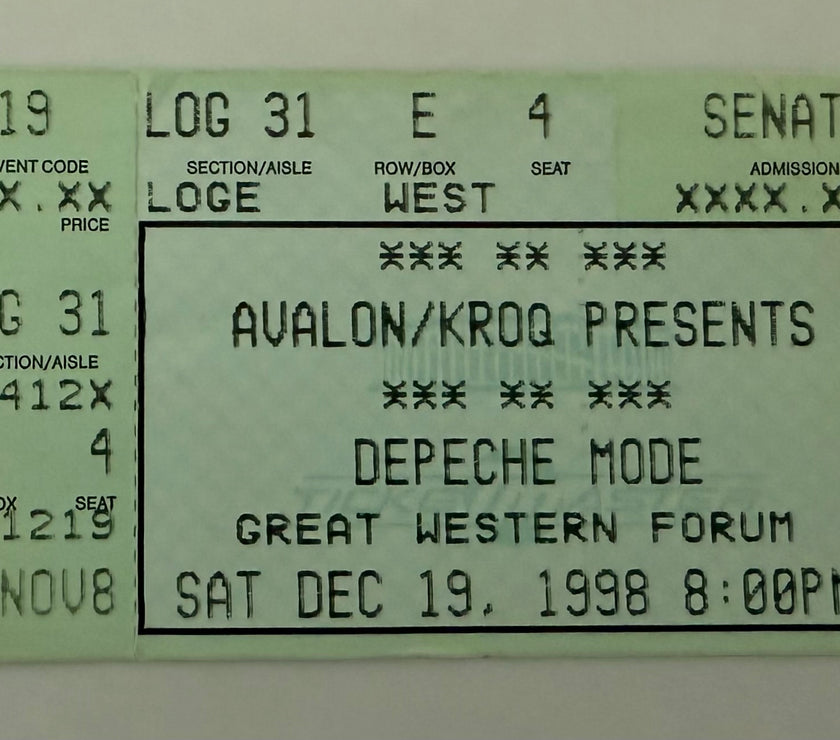 19
VENT CODE
X.XX
PRICE
G 31
CTION/AISLE
412X
4
OX SEAT
1219
NOV8
LOG 31 E 4 SENAT
SECTION/AISLE ROW/BOX SEAT ADMISSION
LOGE WEST XXXX.X
*** ** ***
AVALON/KROQ PRESENTS
*** ** ***
DEPECHE MODE
GREAT WESTERN FORUM
SAT DEC 19, 1998 8:00PM